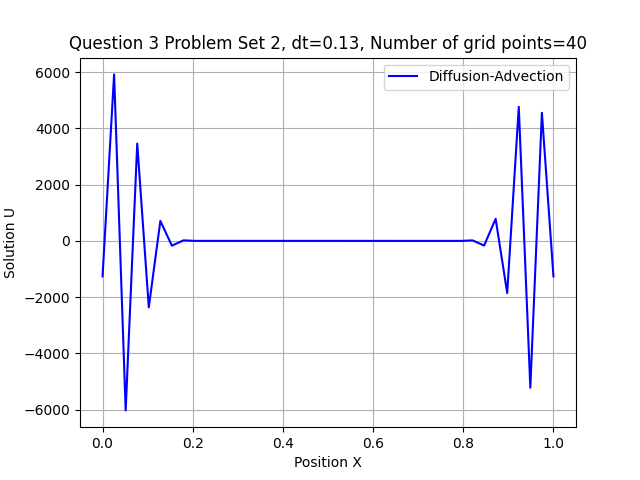 Question 3 Problem Set 2, dt=0.13, Number of grid points=40
Diffusion-Advection
6000
4000
2000
0
−2000
−4000
−6000
Solution U
0.0 0.2 0.4 0.6 0.8 1.0
Position X